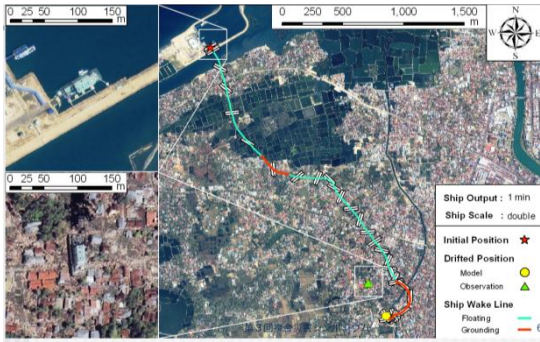 0 25 50 100 150
m
0 250 500 1,000 1,500
m
N
W E
S
0 25 50 100 150
m
Ship Output : 1 min
Ship Scale : double
Initial Position
Drifted Position
Model
Observation
Ship Wake Line
Floating
Grounding
6